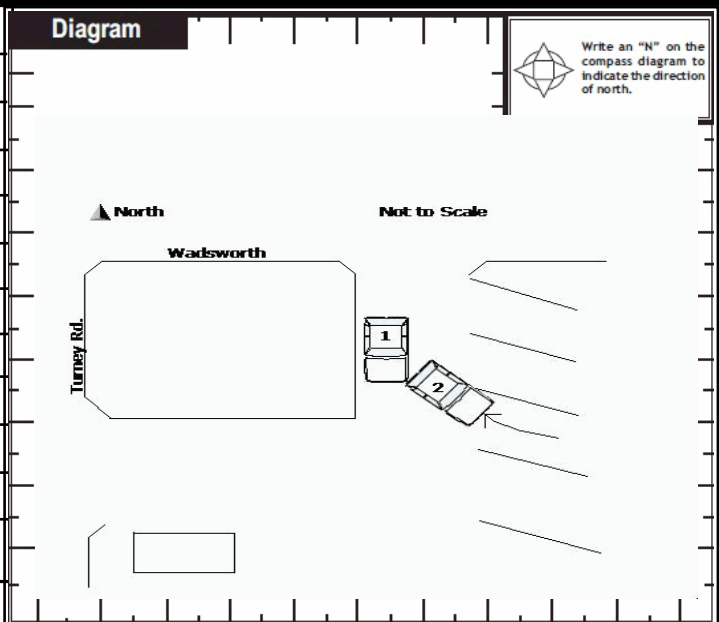 Diagram
Write an “N” on the
compass diagram to
indicate the direction
of north.
North
Not to Scale
Wadsworth
Turney Rd.
1
2